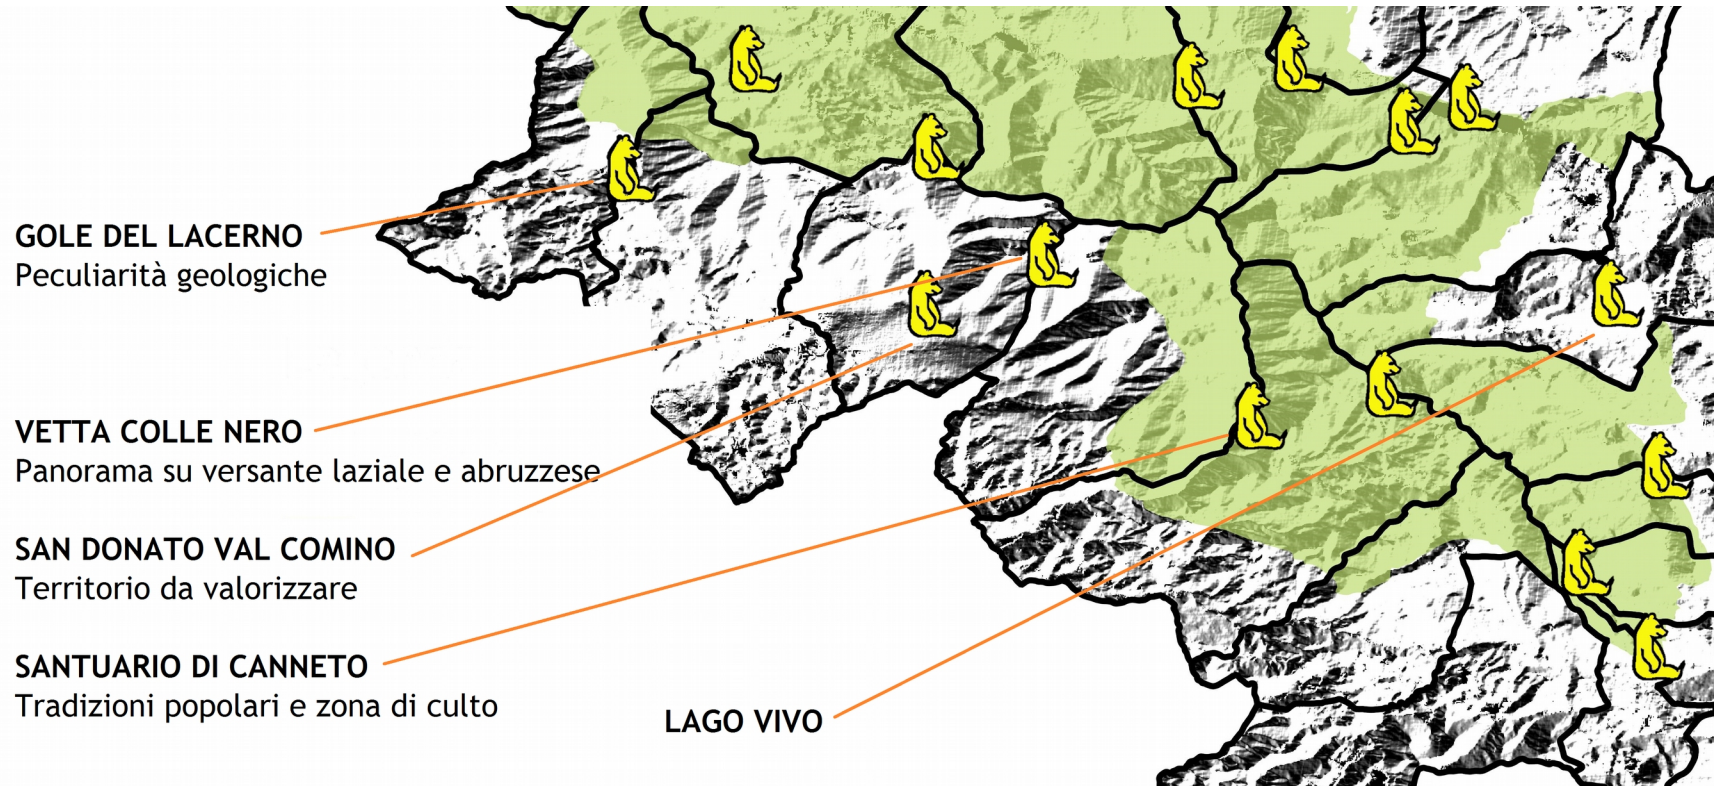 GOLE DEL LACERNO
Peculiarità geologiche
VETTA COLLE NERO
Panorama su versante laziale e abruzzese
SAN DONATO VAL COMINO
Territorio da valorizzare
SANTUARIO DI CANNETO
Tradizioni popolari e zona di culto
LAGO VIVO